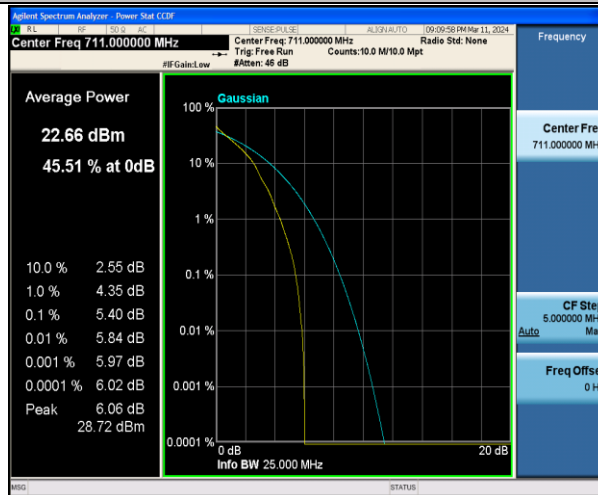 Agilent Spectrum Analyzer - Power Stat CCDF
RL RF 50 Ω AC SENSE:PULSE ALIGN AUTO 09:09:58 PM Mar 11, 2024
Center Freq 711.000000 MHz
Center Freq: 711.000000 MHz Radio Std: None
Trig: Free Run Counts:10.0 M/10.0 Mpt
#IFGain:Low #Atten: 46 dB
Frequency
Average Power
22.66 dBm
45.51 % at 0dB
10.0 % 2.55 dB
1.0 % 4.35 dB
0.1 % 5.40 dB
0.01 % 5.84 dB
0.001 % 5.97 dB
0.0001 % 6.02 dB
Peak 6.06 dB
28.72 dBm
Gaussian
100 %
10 %
1 %
0.1 %
0.01 %
0.001 %
0.0001 %
0 dB 20 dB
Info BW 25.000 MHz
Center Fre
711.000000 MH
CF Ste
5.000000 MH
Auto Ma
Freq Offse
0 H
MSG STATUS